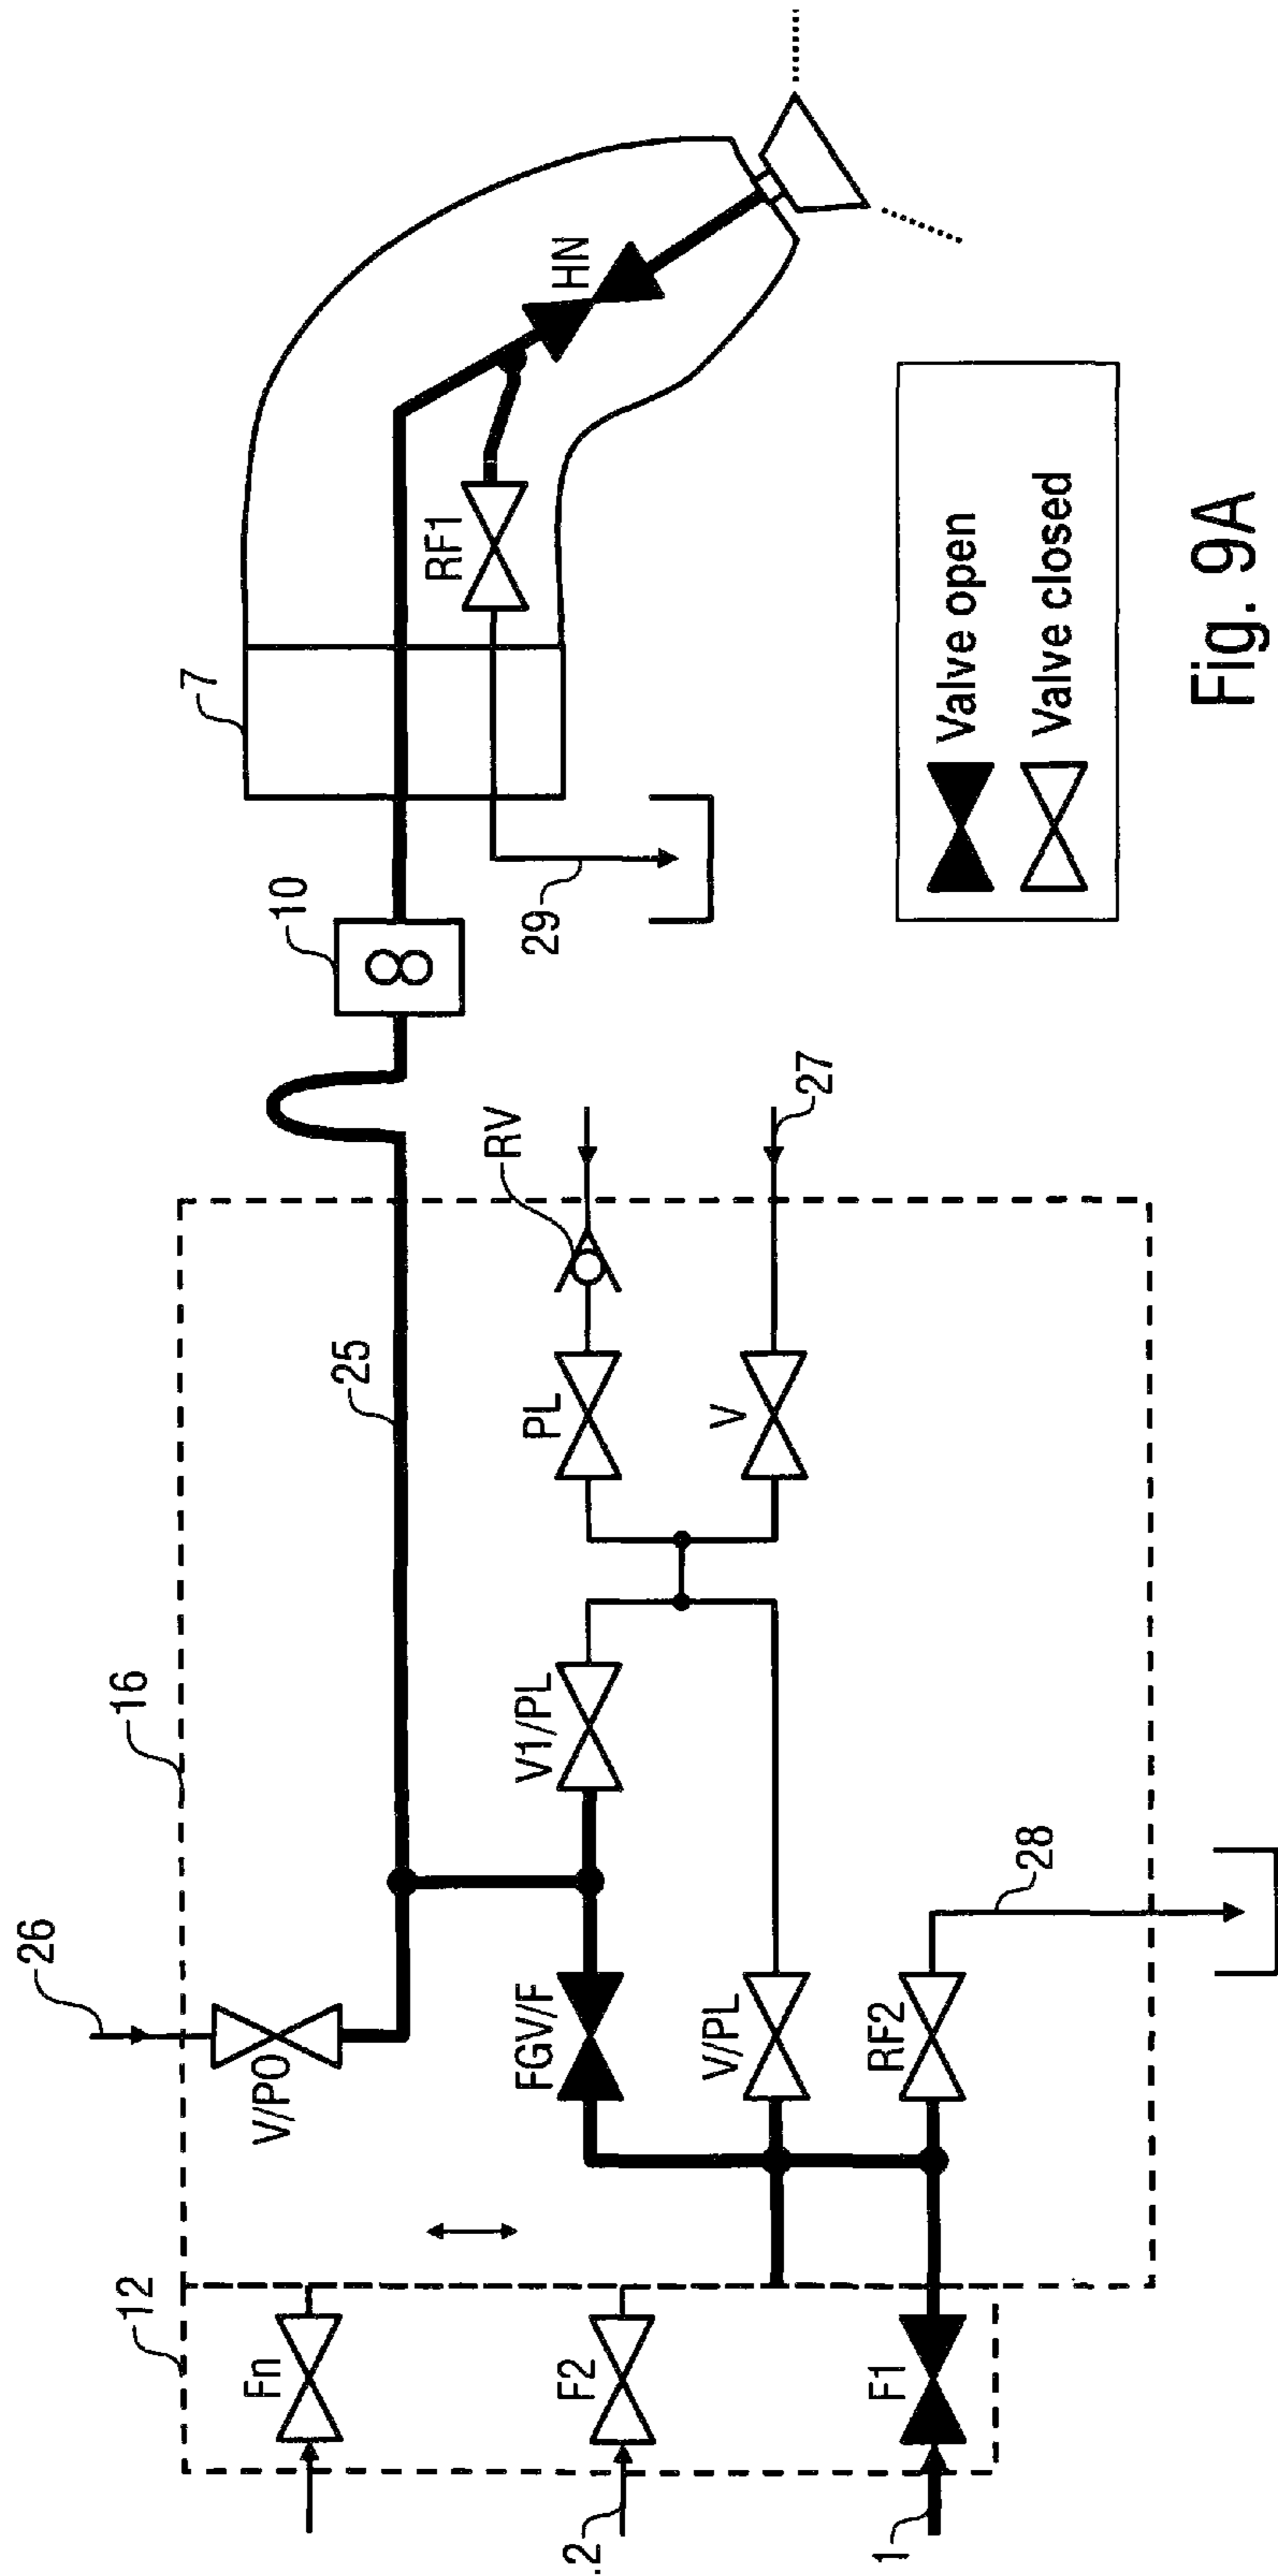 12
16
26
V/PO
25
10
7
HN
RF1
29
Fn
FGV/F
V1/PL
PL
RV
F2
.2
V/PL
V
27
F1
1
RF2
28
8
Valve open
Valve closed
Fig. 9A